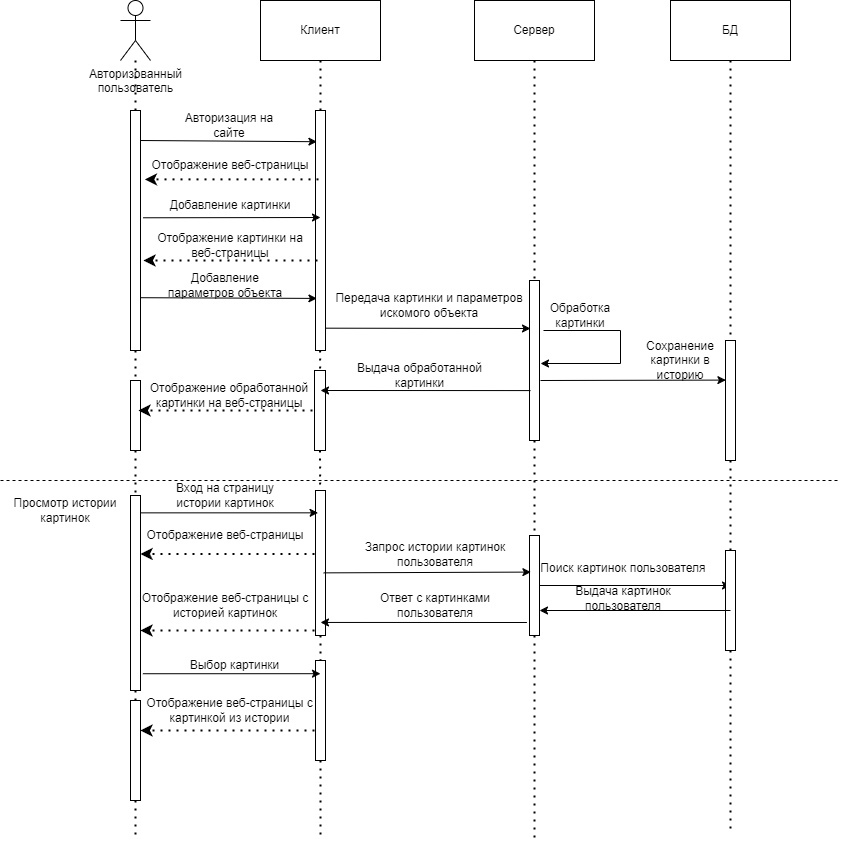 Клиент
Сервер
БД
Авторизованный
пользователь
Авторизация на
сайте
Отображение веб-страницы
Добавление картинки
Отображение картинки на
веб-страницы
Добавление
параметров объекта
Передача картинки и параметров
искомого объекта
Обработка
картинки
Сохранение
картинки в
историю
Выдача обработанной
картинки
Отображение обработанной
картинки на веб-страницы
Просмотр истории
картинок
Вход на страницу
истории картинок
Отображение веб-страницы
Запрос истории картинок
пользователя
Поиск картинок пользователя
Выдача картинок
пользователя
Ответ с картинками
пользователя
Отображение веб-страницы с
историей картинок
Выбор картинки
Отображение веб-страницы с
картинкой из истории